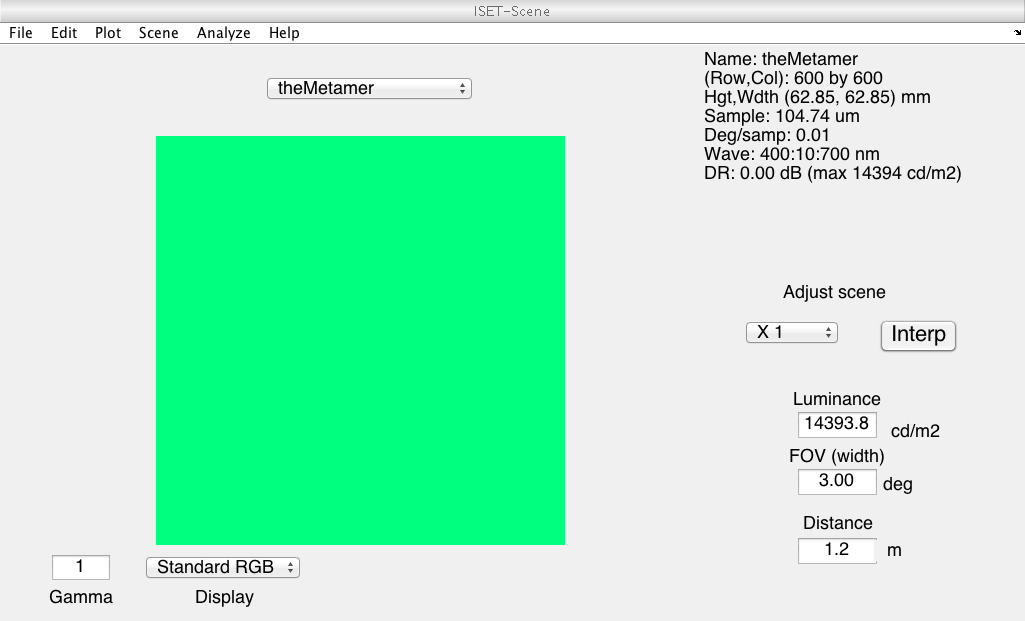 ISET-Scene
File Edit Plot Scene Analyze Help
theMetamer
Name: theMetamer
(Row,Col): 600 by 600
Hgt,Wdth (62.85, 62.85) mm
Sample: 104.74 um
Deg/samp: 0.01
Wave: 400:10:700 nm
DR: 0.00 dB (max 14394 cd/m2)
Adjust scene
X 1 Interp
Luminance
14393.8 cd/m2
FOV (width)
3.00 deg
Distance
1.2 m
1 Standard RGB
Gamma Display